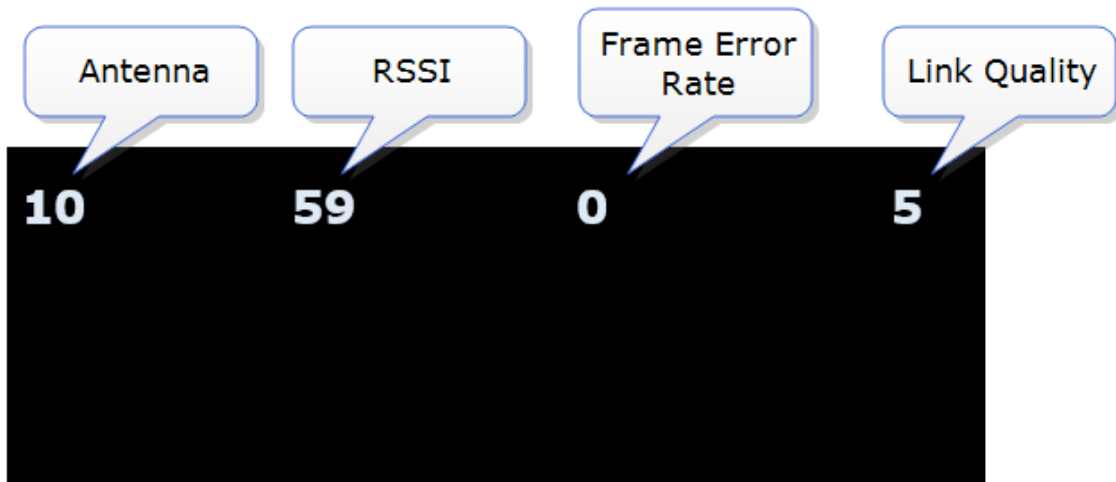 Antenna
RSSI
Frame Error
Rate
Link Quality
10
59
0
5